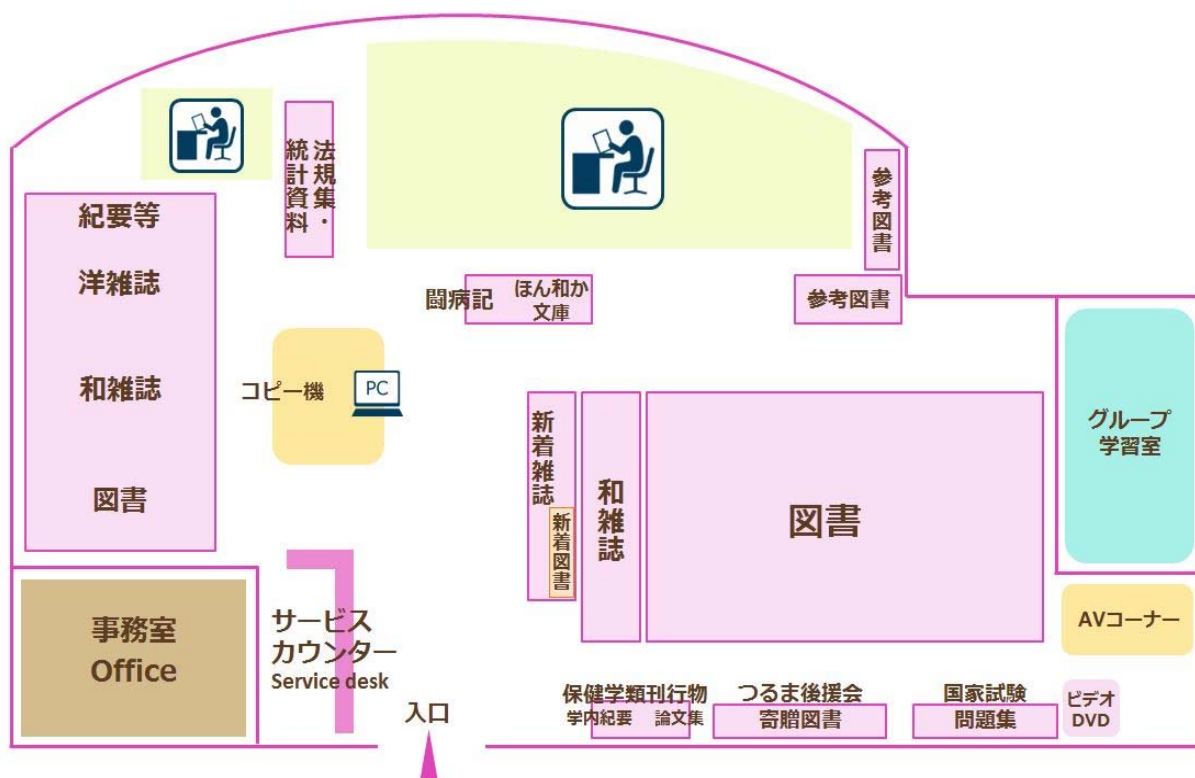 法規集・
統計資料
紀要等
洋雑誌
和雑誌
図書
参考図書
参考図書
闘病記
ほん和か
文庫
コピー機
PC
新着雑誌
新着図書
和雑誌
図書
グループ
学習室
AVコーナー
事務室
Office
サービス
カウンター
Service desk
入口
保健学類刊行物
学内紀要 論文集
つるま後援会
寄贈図書
国家試験
問題集
ビデオ
DVD